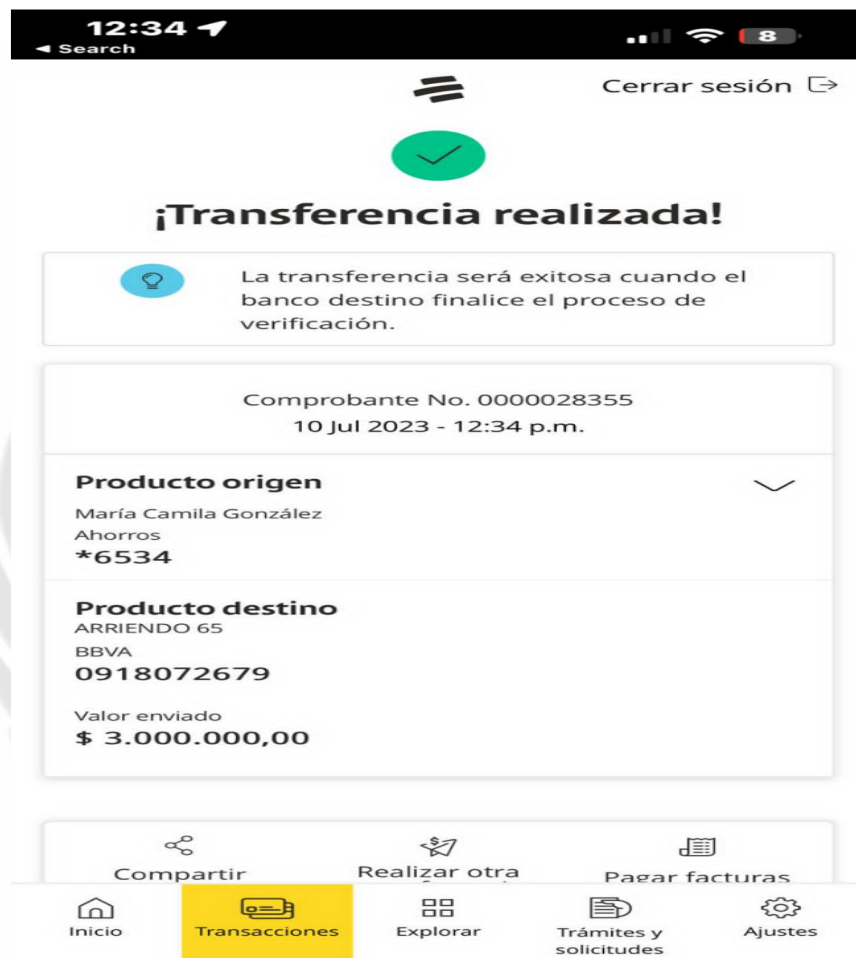 12:34
◄ Search
8
Cerrar sesión
¡Transferencia realizada!
La transferencia será exitosa cuando el
banco destino finalice el proceso de
verificación.
Comprobante No. 0000028355
10 Jul 2023 - 12:34 p.m.
Producto origen
María Camila González
Ahorros
*6534
Producto destino
ARRIENDO 65
BBVA
0918072679
Valor enviado
$ 3.000.000,00
Compartir
Realizar otra
Pagar facturas
Inicio
Transacciones
Explorar
Trámites y
solicitudes
Ajustes